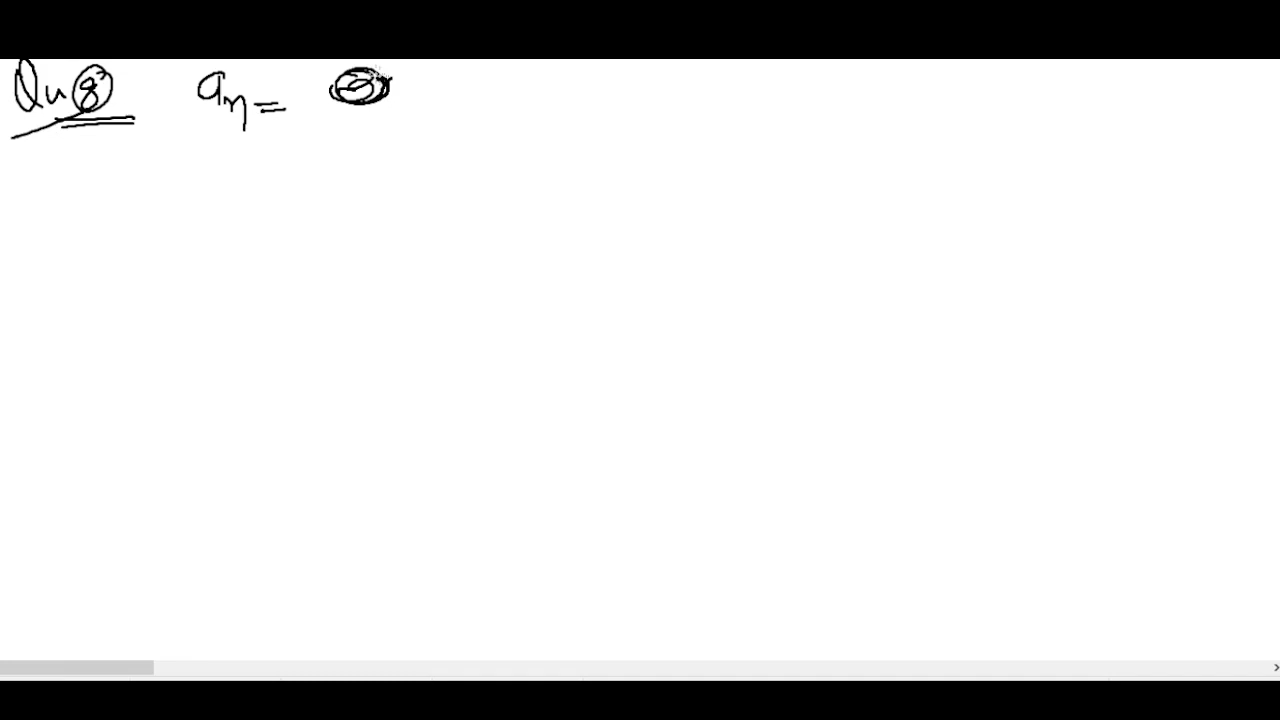 Qu 8 aₙ =